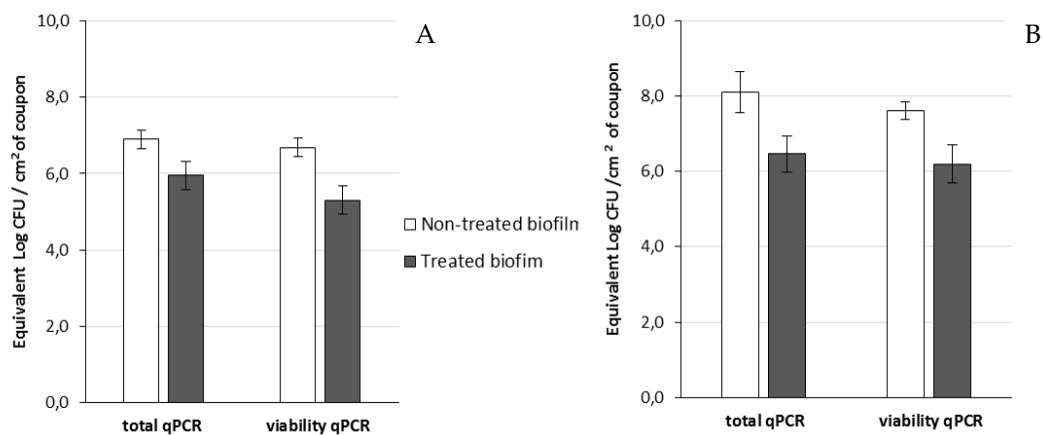 A
Equivalent Log CFU / cm² of coupon
10,0
8,0
6,0
4,0
2,0
0,0
total qPCR
viability qPCR
Non-treated biofiln
Treated biofim
B
Equivalent Log CFU /cm ² of coupon
10,0
8,0
6,0
4,0
2,0
0,0
total qPCR
viability qPCR